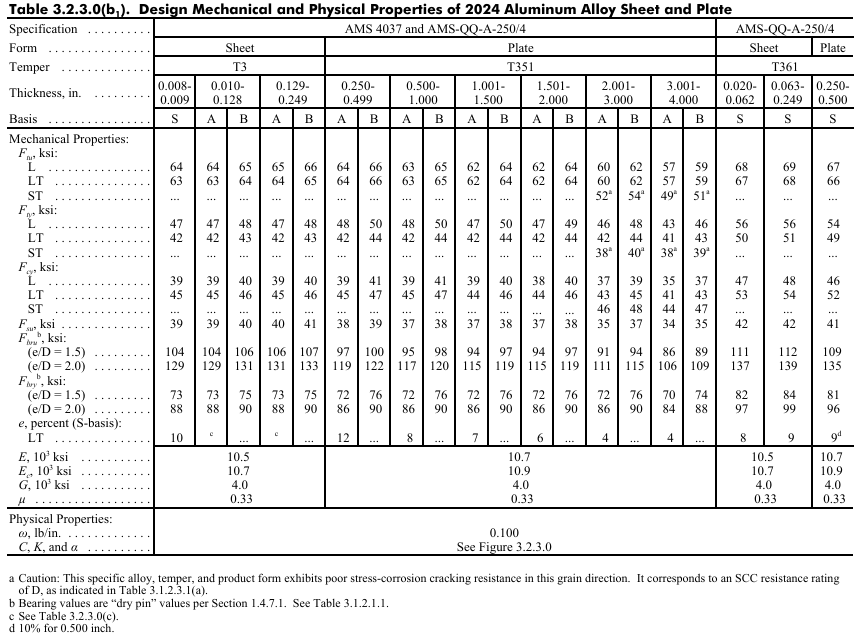 Table 3.2.3.0(b₁). Design Mechanical and Physical Properties of 2024 Aluminum Alloy Sheet and Plate
Specification . . . . . . . . . . AMS 4037 and AMS-QQ-A-250/4 AMS-QQ-A-250/4
Form . . . . . . . . . . . . . . . . . Sheet Plate Sheet Plate
Temper . . . . . . . . . . . . . . . T3 T351 T361
Thickness, in. . . . . . . . . . . 0.008-0.009 0.010-0.128 0.129-0.249 0.250-0.499 0.500-1.000 1.001-1.500 1.501-2.000 2.001-3.000 3.001-4.000 0.020-0.062 0.063-0.249 0.250-0.500
Basis . . . . . . . . . . . . . . . . . S A B A B A B A B A B A B A B A B S S S
Mechanical Properties:
Ftu, ksi:
L . . . . . . . . . . . . . . . . . . 64 64 65 65 66 64 66 63 65 62 64 62 64 60 62 57 59 68 69 67
LT . . . . . . . . . . . . . . . . . 63 63 64 64 65 64 66 63 65 62 64 62 64 60 62 57 59 67 68 66
ST . . . . . . . . . . . . . . . . . ... ... ... ... ... ... ... ... ... ... ... ... ... 52ᵃ 54ᵃ 49ᵃ 51ᵃ ... ... ...
Fty, ksi:
L . . . . . . . . . . . . . . . . . . 47 47 48 47 48 48 50 48 50 47 50 47 49 46 48 43 46 56 56 54
LT . . . . . . . . . . . . . . . . . 42 42 43 42 43 42 44 42 44 42 44 42 44 42 44 41 43 50 51 49
ST . . . . . . . . . . . . . . . . . ... ... ... ... ... ... ... ... ... ... ... ... ... 38ᵃ 40ᵃ 38ᵃ 39ᵃ ... ... ...
Fcy, ksi:
L . . . . . . . . . . . . . . . . . . 39 39 40 39 40 39 41 39 41 39 40 38 40 37 39 35 37 47 48 46
LT . . . . . . . . . . . . . . . . . 45 45 46 45 46 45 47 45 47 44 46 44 46 43 45 41 43 53 54 52
ST . . . . . . . . . . . . . . . . . ... ... ... ... ... ... ... ... ... ... ... ... ... 46 48 44 47 ... ... ...
Fsu, ksi . . . . . . . . . . . . . . 39 39 40 40 41 38 39 37 38 37 38 37 38 35 37 34 35 42 42 41
Fbruᵇ, ksi:
(e/D = 1.5) . . . . . . . . . 104 104 106 106 107 97 100 95 98 94 97 94 97 91 94 86 89 111 112 109
(e/D = 2.0) . . . . . . . . . 129 129 131 131 133 119 122 117 120 115 119 115 119 111 115 106 109 137 139 135
Fbryᵇ, ksi:
(e/D = 1.5) . . . . . . . . . 73 73 75 73 75 72 76 72 76 72 76 72 76 72 76 70 74 82 84 81
(e/D = 2.0) . . . . . . . . . 88 88 90 88 90 86 90 86 90 86 90 86 90 86 90 84 88 97 99 96
e, percent (S-basis):
LT . . . . . . . . . . . . . . . . . 10 ᶜ ... ᶜ ... 12 ... 8 ... 7 ... 6 ... 4 ... 4 ... 8 9 9ᵈ
E, 10³ ksi . . . . . . . . . . . . 10.5 10.7 10.5 10.7
Ec, 10³ ksi . . . . . . . . . . . 10.7 10.9 10.7 10.9
G, 10³ ksi . . . . . . . . . . . . 4.0 4.0 4.0 4.0
μ . . . . . . . . . . . . . . . . . . . 0.33 0.33 0.33 0.33
Physical Properties:
ω, lb/in. . . . . . . . . . . . . . . 0.100
C, K, and α . . . . . . . . . . . See Figure 3.2.3.0
a Caution: This specific alloy, temper, and product form exhibits poor stress-corrosion cracking resistance in this grain direction. It corresponds to an SCC resistance rating
of D, as indicated in Table 3.1.2.3.1(a).
b Bearing values are “dry pin” values per Section 1.4.7.1. See Table 3.1.2.1.1.
c See Table 3.2.3.0(c).
d 10% for 0.500 inch.